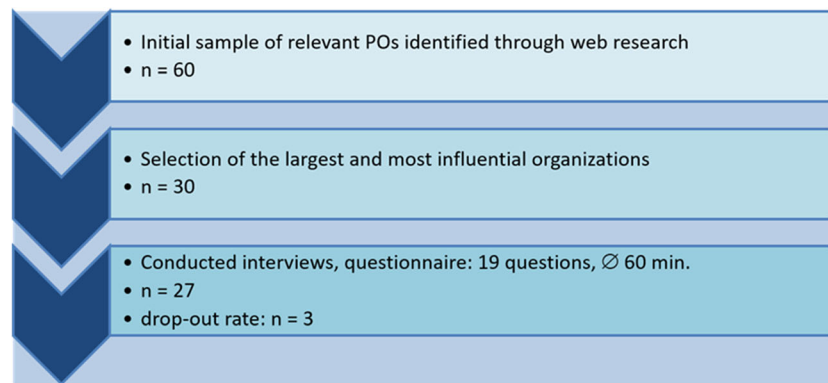 • Initial sample of relevant POs identified through web research
• n = 60
• Selection of the largest and most influential organizations
• n = 30
• Conducted interviews, questionnaire: 19 questions, ∅ 60 min.
• n = 27
• drop-out rate: n = 3